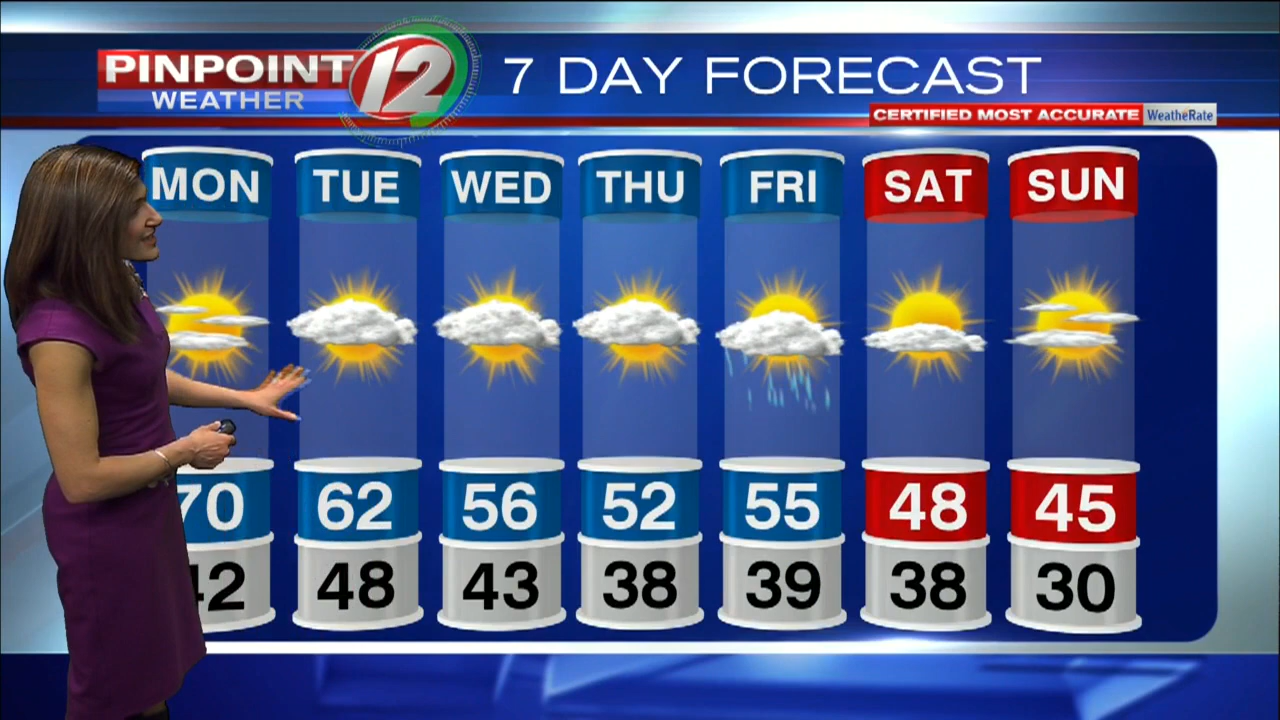 PINPOINT 12
WEATHER
7 DAY FORECAST
CERTIFIED MOST ACCURATE WeatheRate
MON TUE WED THU FRI SAT SUN
70 62 56 52 55 48 45
42 48 43 38 39 38 30